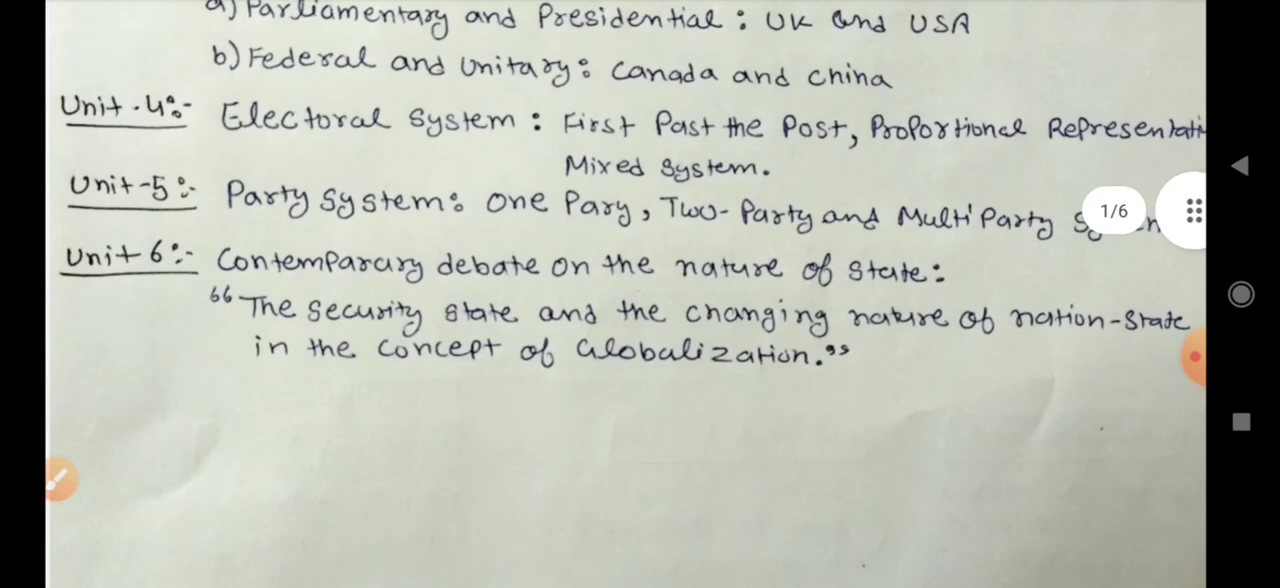 a) Parliamentary and Presidential : UK and USA
b) Federal and Unitary: Canada and China
Unit-4:- Electoral System : First Past the Post, Proportional Representati
Mixed System.
Unit-5:- Party System: One Pary, Two-Party and Multi Party
1/6
Unit 6:- Contemparary debate on the nature of State:
"The Security State and the changing nature of nation-State
in the concept of Globalization."